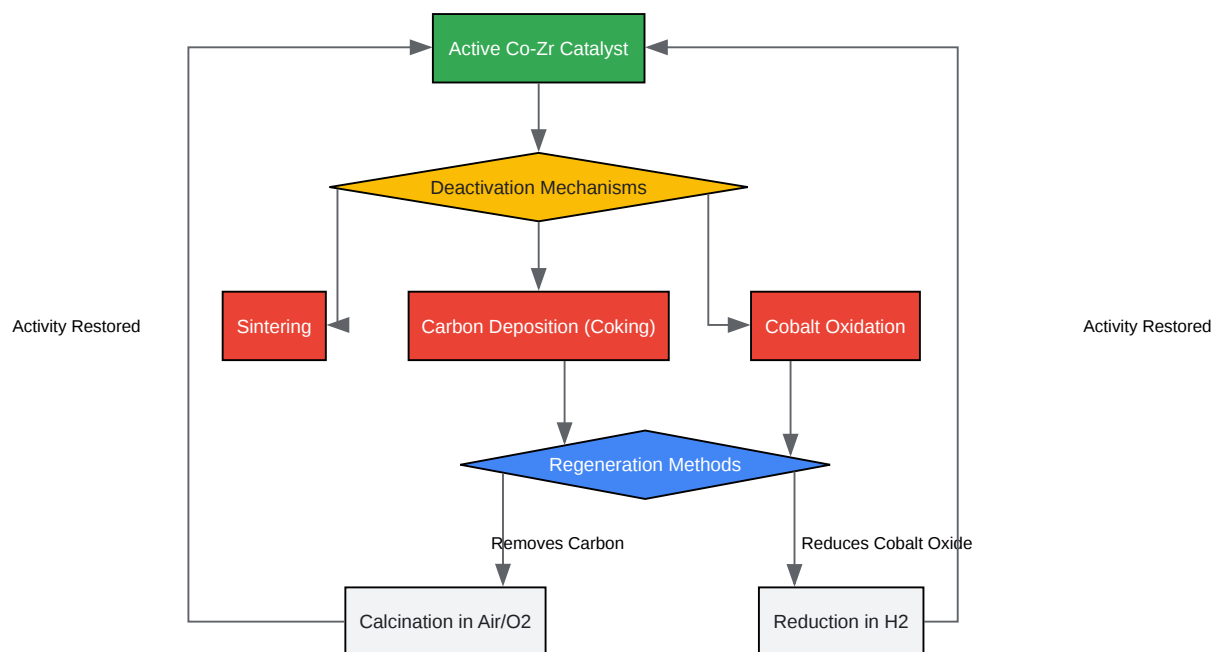 Active Co-Zr Catalyst
Deactivation Mechanisms
Sintering
Carbon Deposition (Coking)
Cobalt Oxidation
Activity Restored
Activity Restored
Regeneration Methods
Removes Carbon
Reduces Cobalt Oxide
Calcination in Air/O2
Reduction in H2